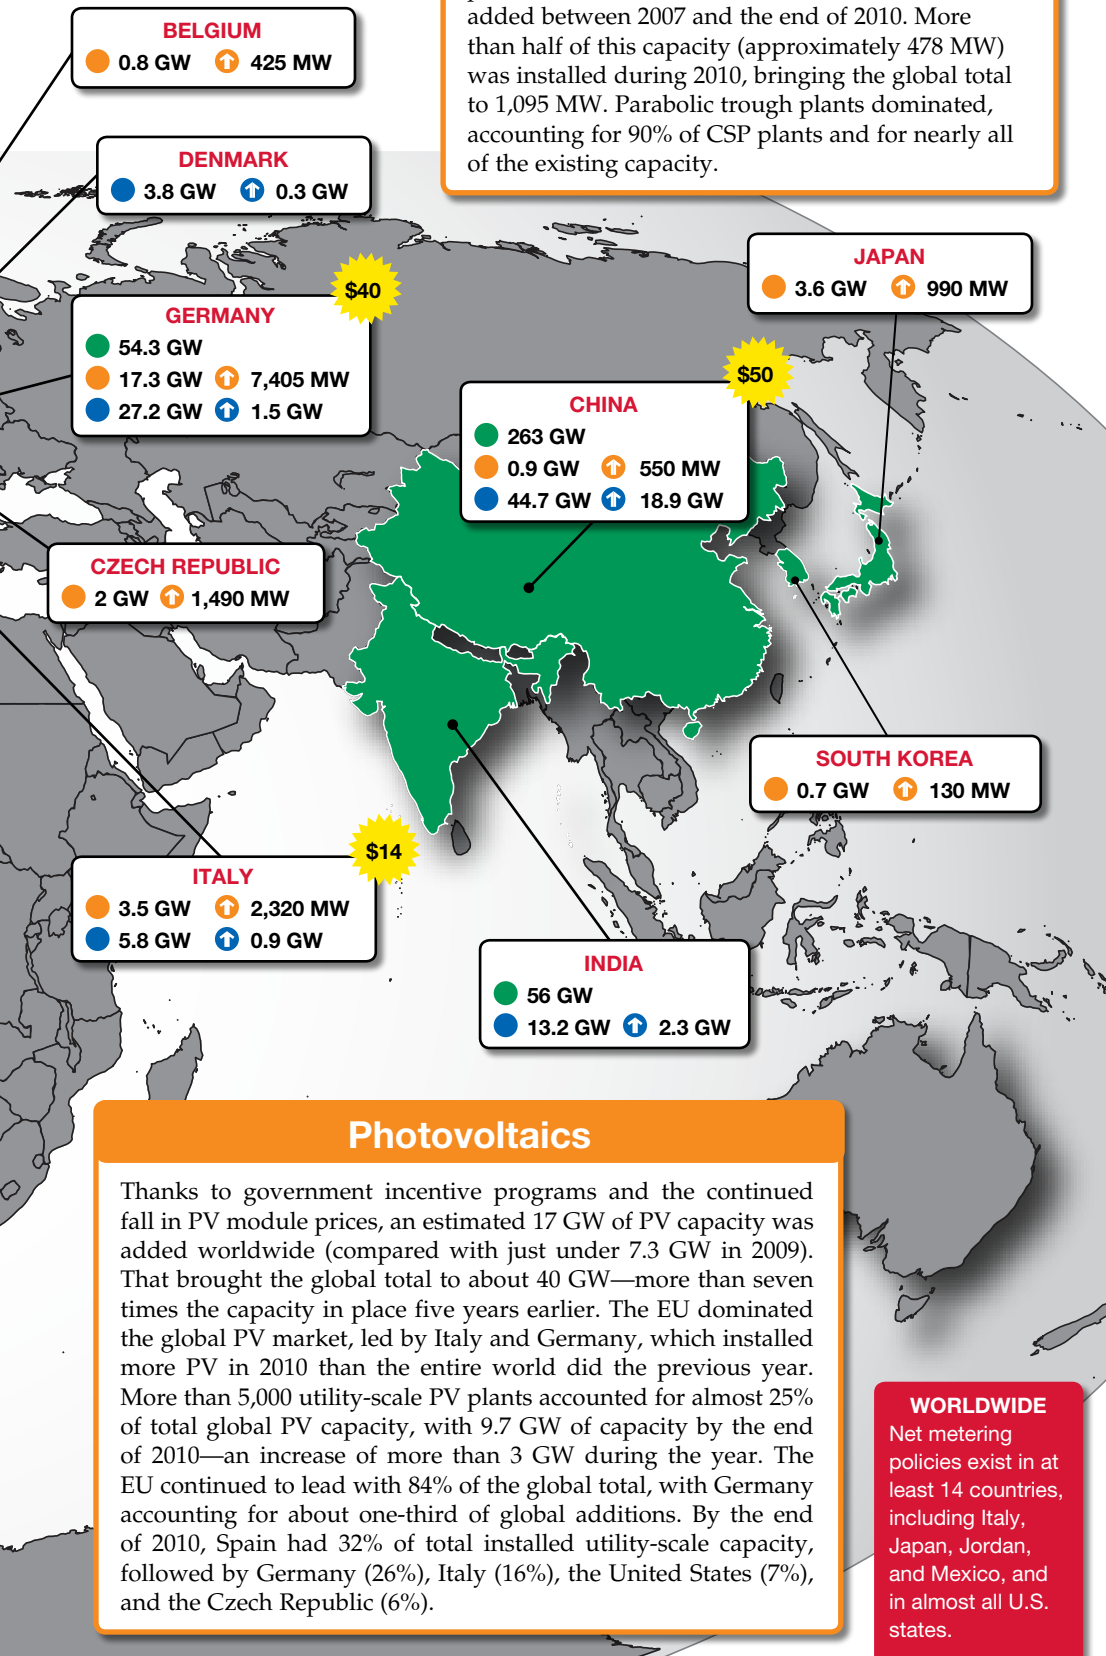 added between 2007 and the end of 2010. More
than half of this capacity (approximately 478 MW)
was installed during 2010, bringing the global total
to 1,095 MW. Parabolic trough plants dominated,
accounting for 90% of CSP plants and for nearly all
of the existing capacity.
BELGIUM
0.8 GW 425 MW
DENMARK
3.8 GW 0.3 GW
JAPAN
3.6 GW 990 MW
$40
GERMANY
54.3 GW
17.3 GW 7,405 MW
27.2 GW 1.5 GW
$50
CHINA
263 GW
0.9 GW 550 MW
44.7 GW 18.9 GW
CZECH REPUBLIC
2 GW 1,490 MW
SOUTH KOREA
0.7 GW 130 MW
$14
ITALY
3.5 GW 2,320 MW
5.8 GW 0.9 GW
INDIA
56 GW
13.2 GW 2.3 GW
Photovoltaics
Thanks to government incentive programs and the continued
fall in PV module prices, an estimated 17 GW of PV capacity was
added worldwide (compared with just under 7.3 GW in 2009).
That brought the global total to about 40 GW—more than seven
times the capacity in place five years earlier. The EU dominated
the global PV market, led by Italy and Germany, which installed
more PV in 2010 than the entire world did the previous year.
More than 5,000 utility-scale PV plants accounted for almost 25%
of total global PV capacity, with 9.7 GW of capacity by the end
of 2010—an increase of more than 3 GW during the year. The
EU continued to lead with 84% of the global total, with Germany
accounting for about one-third of global additions. By the end
of 2010, Spain had 32% of total installed utility-scale capacity,
followed by Germany (26%), Italy (16%), the United States (7%),
and the Czech Republic (6%).
WORLDWIDE
Net metering
policies exist in at
least 14 countries,
including Italy,
Japan, Jordan,
and Mexico, and
in almost all U.S.
states.